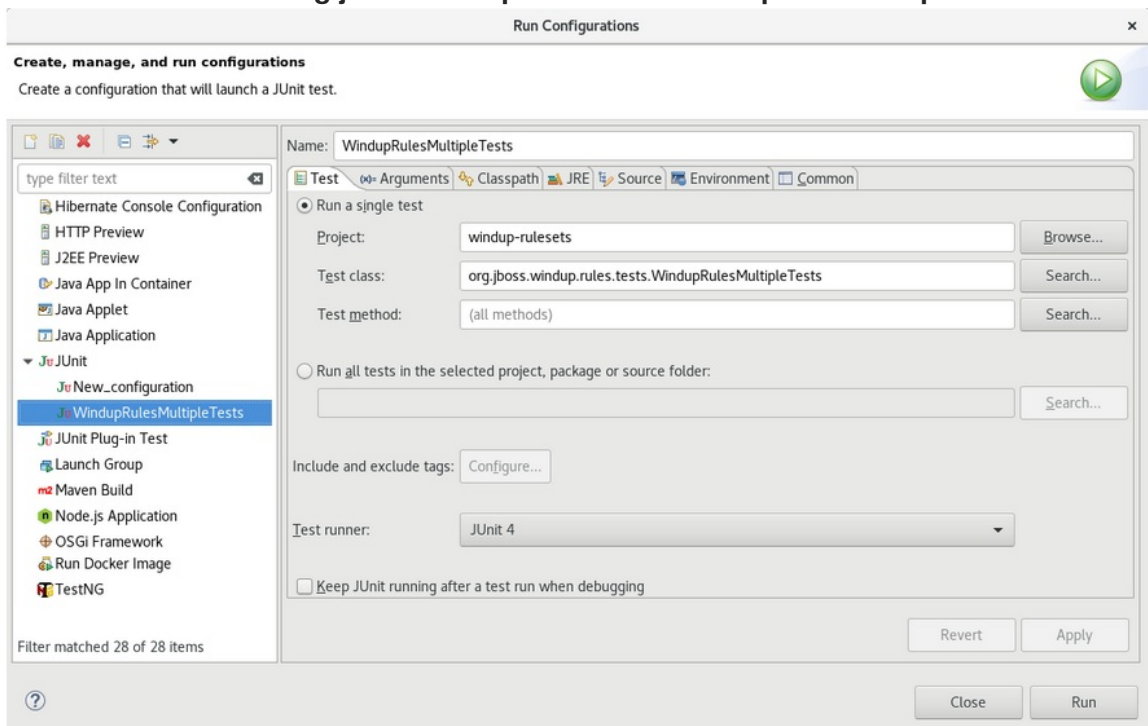 Run Configurations
Create, manage, and run configurations
Create a configuration that will launch a JUnit test.
Name: WindupRulesMultipleTests
type filter text
Test (x)= Arguments Classpath JRE Source Environment Common
Hibernate Console Configuration
HTTP Preview
J2EE Preview
Java App In Container
Java Applet
Java Application
JUnit
New_configuration
WindupRulesMultipleTests
JUnit Plug-in Test
Launch Group
m2 Maven Build
Node.js Application
OSGi Framework
Run Docker Image
TestNG
Filter matched 28 of 28 items
Run a single test
Project: windup-rulesets Browse...
Test class: org.jboss.windup.rules.tests.WindupRulesMultipleTests Search...
Test method: (all methods) Search...
Run all tests in the selected project, package or source folder:
Search...
Include and exclude tags: Configure...
Test runner: JUnit 4
Keep JUnit running after a test run when debugging
Revert Apply
Close Run